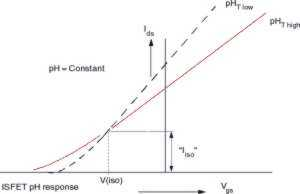 pH T low
I ds
pH T high
pH = Constant
"I iso"
V(iso)
ISFET pH response
V gs